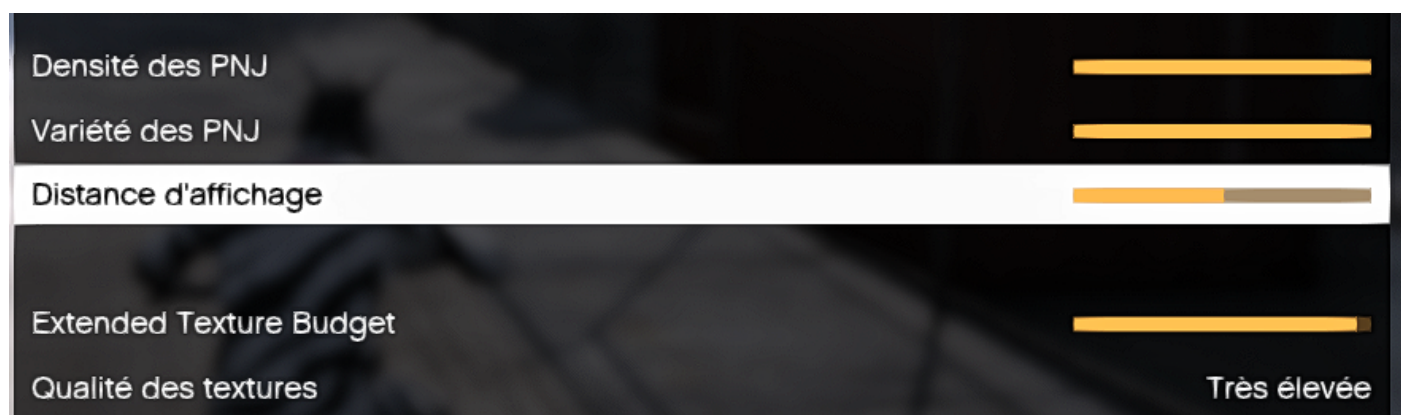 Densité des PNJ
Variété des PNJ
Distance d'affichage
Extended Texture Budget
Qualité des textures Très élevée